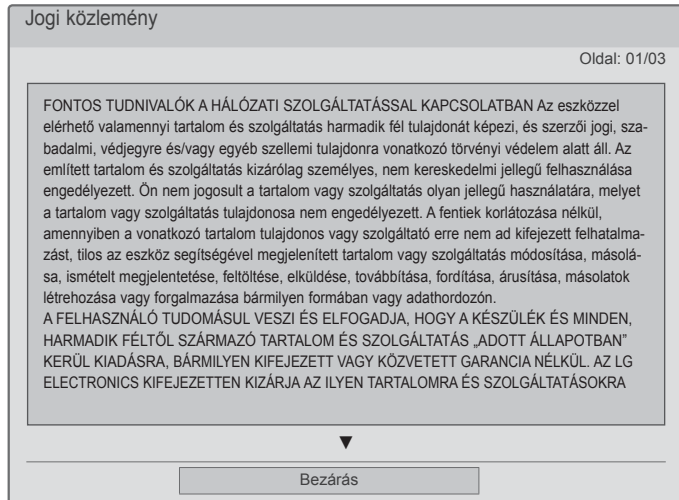 Jogi közlemény
Oldal: 01/03
FONTOS TUDNIVALÓK A HÁLÓZATI SZOLGÁLTATÁSSAL KAPCSOLATBAN Az eszközzel
elérhető valamennyi tartalom és szolgáltatás harmadik fél tulajdonát képezi, és szerzői jogi, sza-
badalmi, védjegyre és/vagy egyéb szellemi tulajdonra vonatkozó törvényi védelem alatt áll. Az
említett tartalom és szolgáltatás kizárólag személyes, nem kereskedelmi jellegű felhasználása
engedélyezett. Ön nem jogosult a tartalom vagy szolgáltatás olyan jellegű használatára, melyet
a tartalom vagy szolgáltatás tulajdonosa nem engedélyezett. A fentiek korlátozása nélkül,
amennyiben a vonatkozó tartalom tulajdonos vagy szolgáltató erre nem ad kifejezett felhatalma-
zást, tilos az eszköz segítségével megjelenített tartalom vagy szolgáltatás módosítása, másolá-
sa, ismételt megjelentetése, feltöltése, elküldése, továbbítása, fordítása, árusítása, másolatok
létrehozása vagy forgalmazása bármilyen formában vagy adathordozón.
A FELHASZNÁLÓ TUDOMÁSUL VESZI ÉS ELFOGADJA, HOGY A KÉSZÜLÉK ÉS MINDEN,
HARMADIK FÉLTŐL SZÁRMAZÓ TARTALOM ÉS SZOLGÁLTATÁS „ADOTT ÁLLAPOTBAN”
KERÜL KIADÁSRA, BÁRMILYEN KIFEJEZETT VAGY KÖZVETETT GARANCIA NÉLKÜL. AZ LG
ELECTRONICS KIFEJEZETTEN KIZÁRJA AZ ILYEN TARTALOMRA ÉS SZOLGÁLTATÁSOKRA
▼
Bezárás